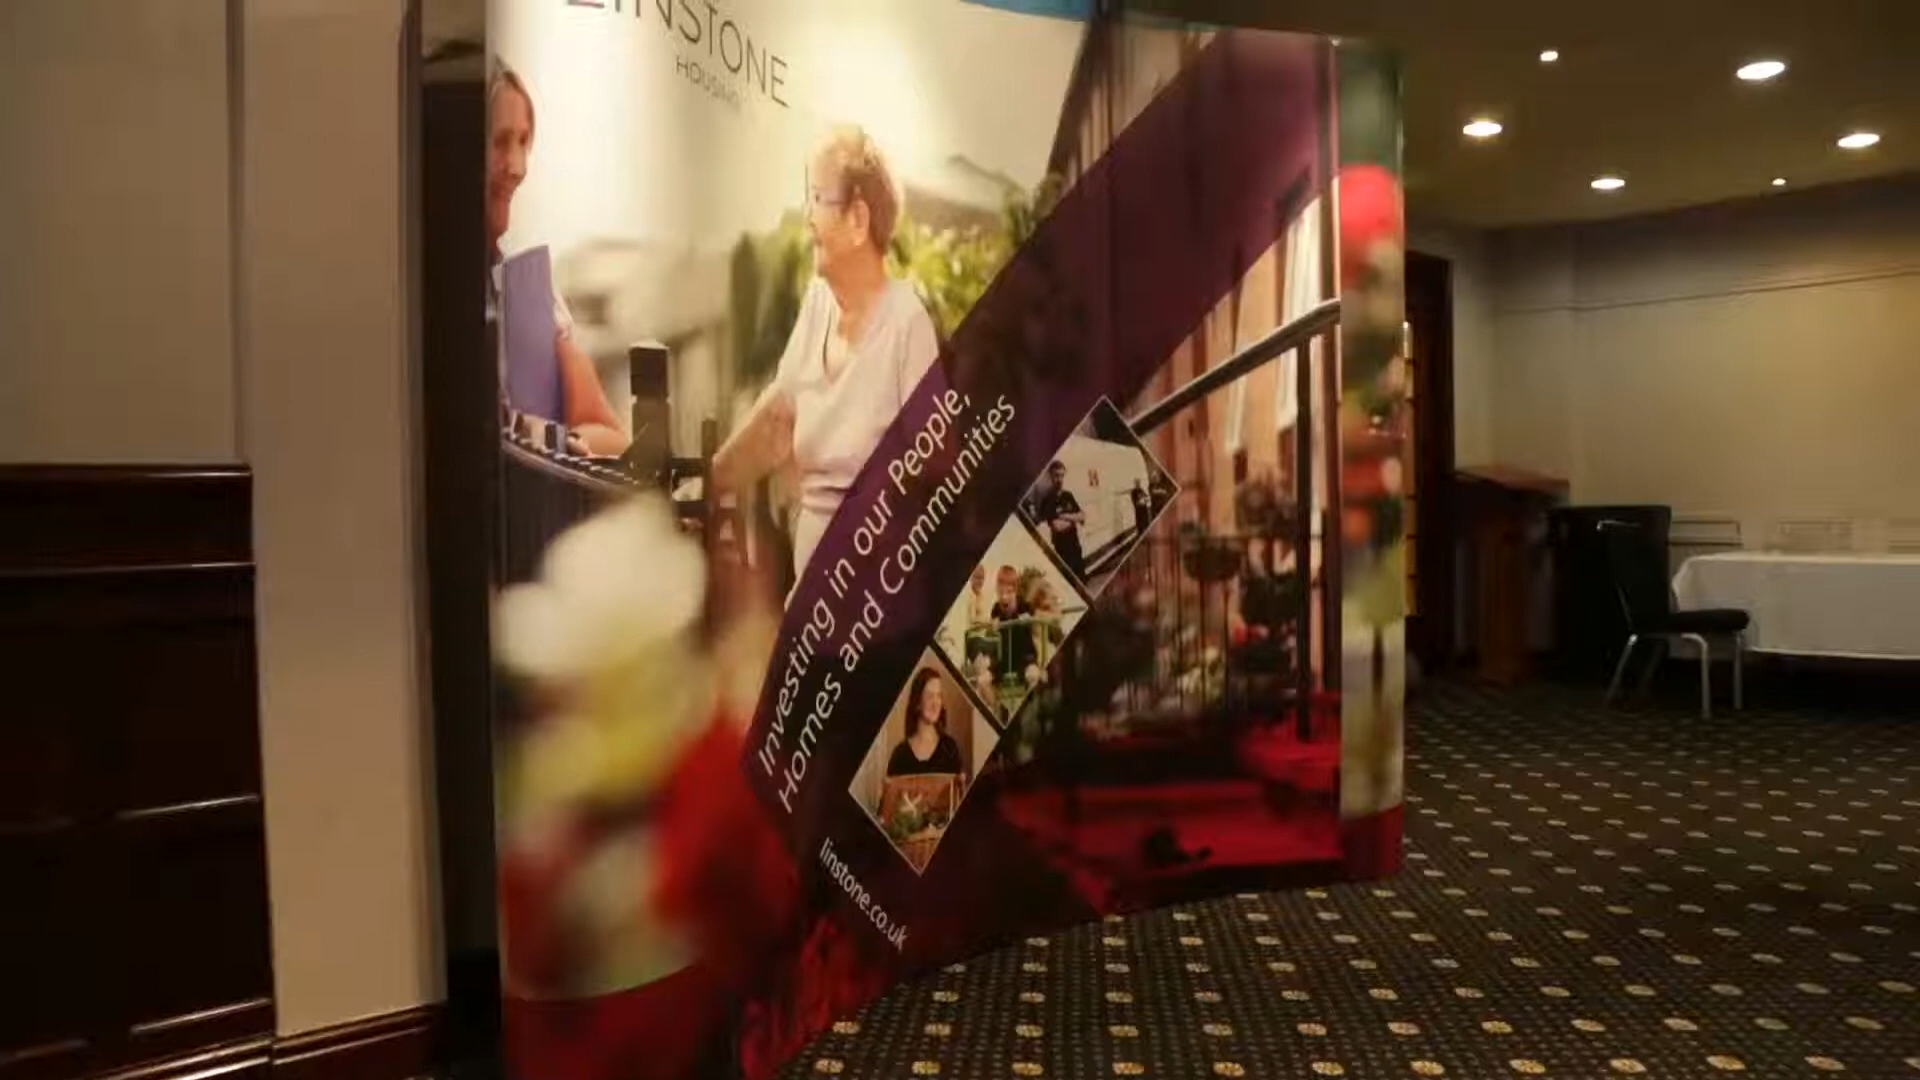 LINSTONE
HOUSING
Investing in our People,
Homes and Communities
linstone.co.uk